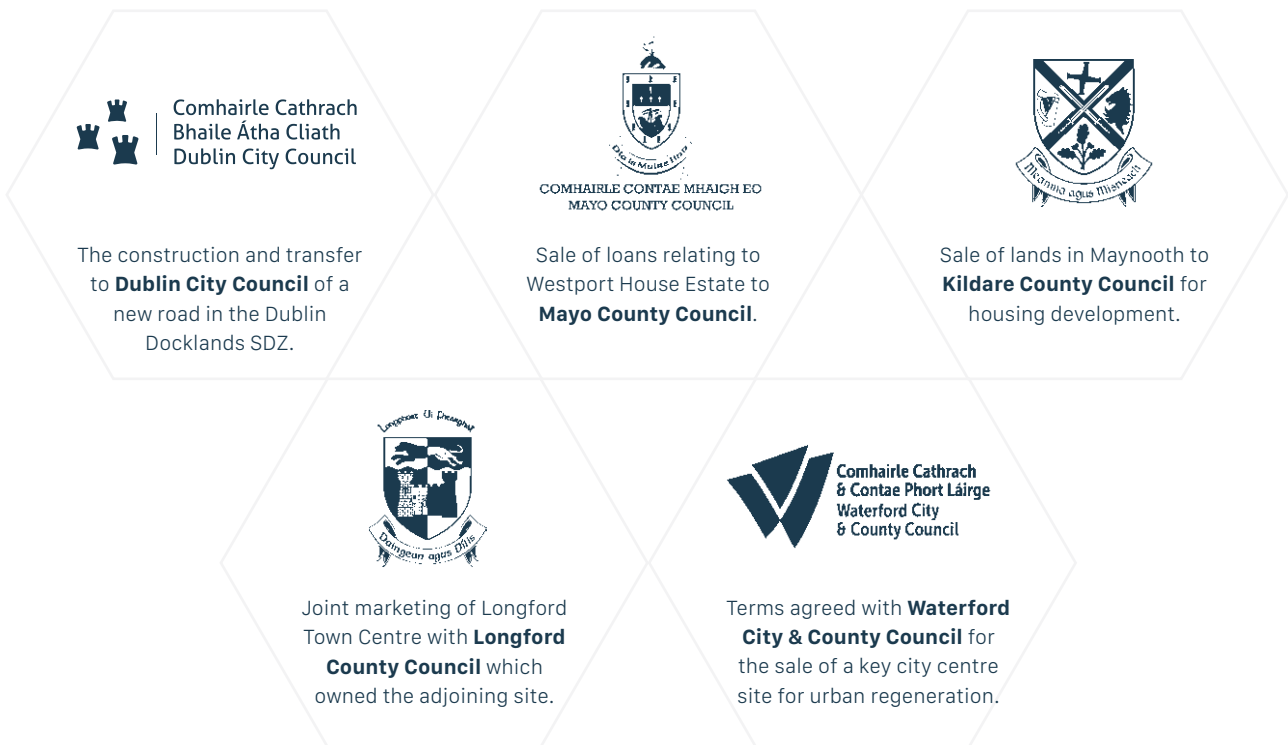 Comhairle Cathrach
Bhaile Átha Cliath
Dublin City Council
The construction and transfer
to Dublin City Council of a
new road in the Dublin
Docklands SDZ.
Dia is Muire linn
COMHAIRLE CONTAE MHAIGH EO
MAYO COUNTY COUNCIL
Sale of loans relating to
Westport House Estate to
Mayo County Council.
Meanma agus Misneach
Sale of lands in Maynooth to
Kildare County Council for
housing development.
Daingean agus Dílis
Joint marketing of Longford
Town Centre with Longford
County Council which
owned the adjoining site.
Comhairle Cathrach
& Contae Phort Láirge
Waterford City
& County Council
Terms agreed with Waterford
City & County Council for
the sale of a key city centre
site for urban regeneration.